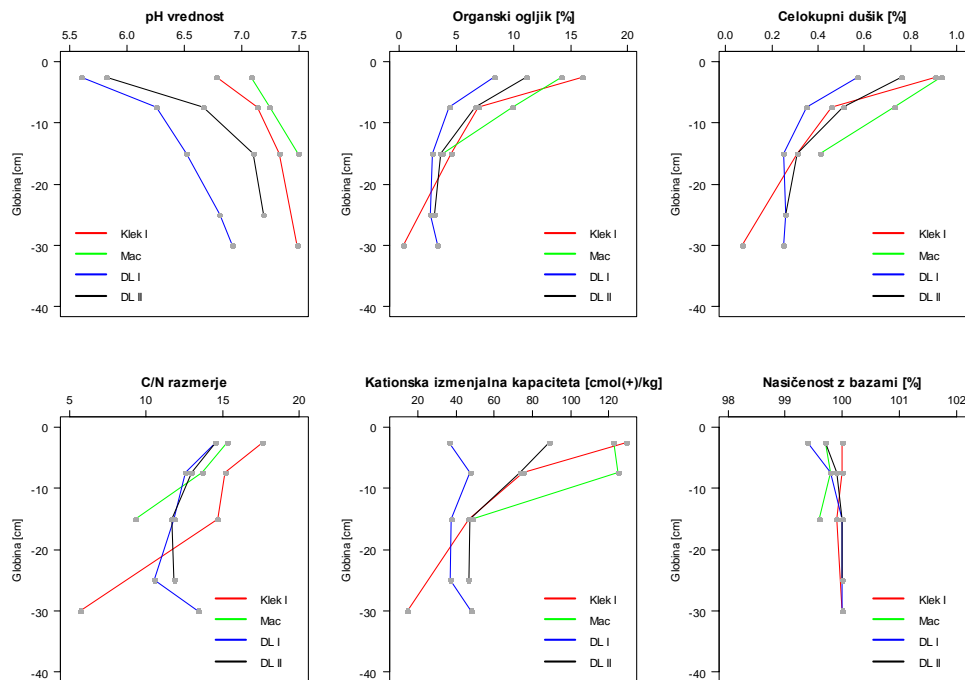 pH vrednost
5.5 6.0 6.5 7.0 7.5
Globina [cm]
0
-10
-20
-30
-40
Klek I
Mac
DL I
DL II
Organski ogljik [%]
0 5 10 15 20
Globina [cm]
0
-10
-20
-30
-40
Klek I
Mac
DL I
DL II
Celokupni dušik [%]
0.0 0.2 0.4 0.6 0.8 1.0
Globina [cm]
0
-10
-20
-30
-40
Klek I
Mac
DL I
DL II
C/N razmerje
5 10 15 20
Globina [cm]
0
-10
-20
-30
-40
Klek I
Mac
DL I
DL II
Kationska izmenjalna kapaciteta [cmol(+)/kg]
20 40 60 80 100 120
Globina [cm]
0
-10
-20
-30
-40
Klek I
Mac
DL I
DL II
Nasičenost z bazami [%]
98 99 100 101 102
Globina [cm]
0
-10
-20
-30
-40
Klek I
Mac
DL I
DL II